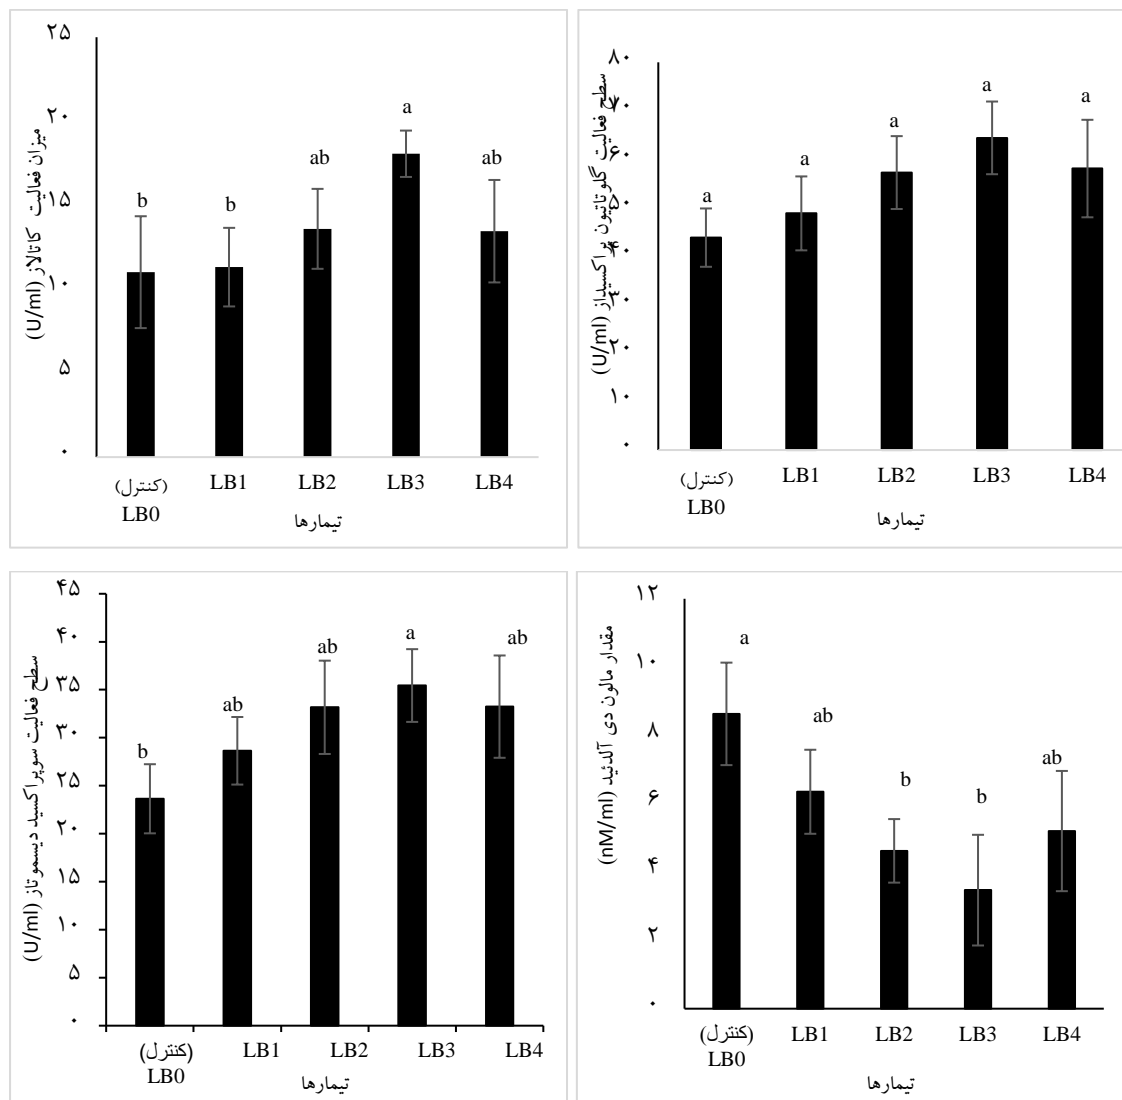 میزان فعالیت کاتالاز (U/ml)
۲۵
۲۰
۱۵
۱۰
۵
۰
b
b
ab
a
ab
(کنترل)
LB0
LB1
LB2
LB3
LB4
تیمارها
سطح فعالیت گلوتاتیون پراکسیداز (U/ml)
۸۰
۷۰
۶۰
۵۰
۴۰
۳۰
۲۰
۱۰
۰
a
a
a
a
a
(کنترل)
LB0
LB1
LB2
LB3
LB4
تیمارها
سطح فعالیت سوپراکسید دیسموتاز (U/ml)
۴۵
۴۰
۳۵
۳۰
۲۵
۲۰
۱۵
۱۰
۵
۰
b
ab
ab
a
ab
(کنترل)
LB0
LB1
LB2
LB3
LB4
تیمارها
مقدار مالون دی آلدئید (nM/ml)
۱۲
۱۰
۸
۶
۴
۲
۰
a
ab
b
b
ab
(کنترل)
LB0
LB1
LB2
LB3
LB4
تیمارها